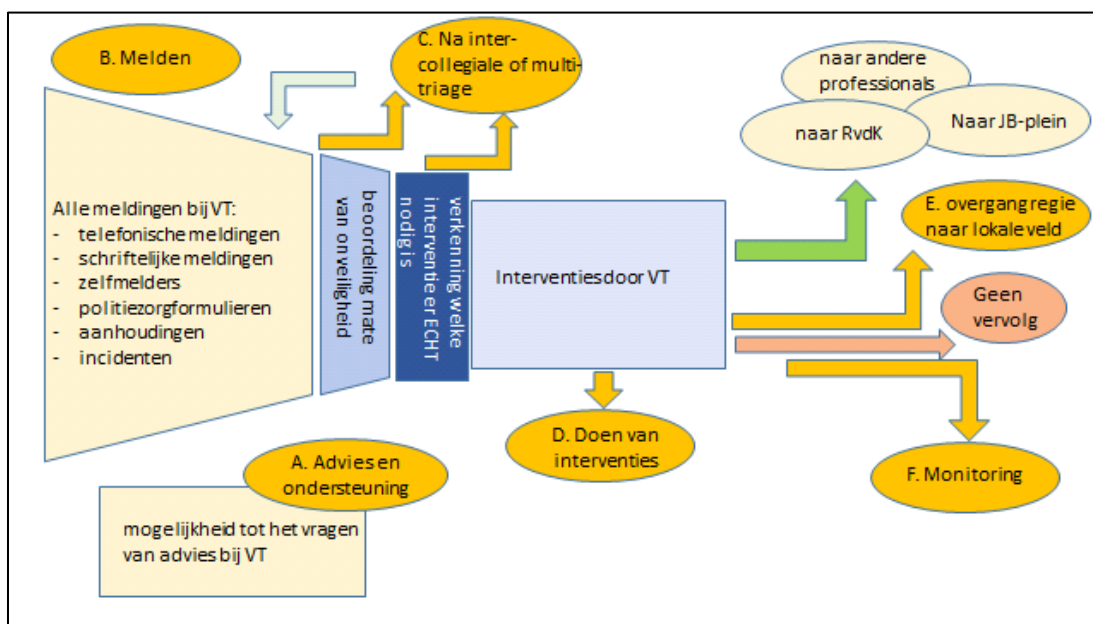 B. Melden
C. Na inter-
collegiale of multi-
triage
naar andere
professionals
naar RvdK
Naar JB-plein
Alle meldingen bij VT:
- telefonische meldingen
- schriftelijke meldingen
- zelfmelders
- politiezorgformulieren
- aanhoudingen
- incidenten
beoordeling mate
van onveiligheid
verkenning welke
interventie er ECHT
nodig is
Interventies door VT
E. overgang regie
naar lokale veld
Geen
vervolg
D. Doen van
interventies
F. Monitoring
A. Advies en
ondersteuning
mogelijkheid tot het vragen
van advies bij VT